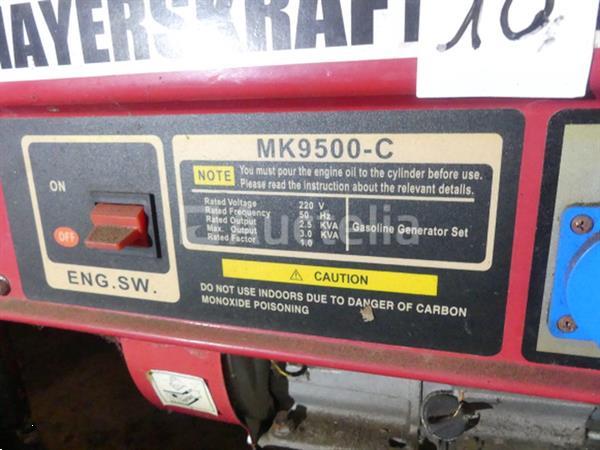 MAYERSKRAFT
10
MK9500-C
NOTE You must pour the engine oil to the cylinder before use.
Please read the instruction about the relevant details.
ON
OFF
ENG.SW.
Rated Voltage 220 V
Rated Frequency 50 Hz
Rated Output 2.5 KVA
Max. Output 3.0 KVA
Rated Factor 1.0
Gasoline Generator Set
auctelia
CAUTION
DO NOT USE INDOORS DUE TO DANGER OF CARBON
MONOXIDE POISONING